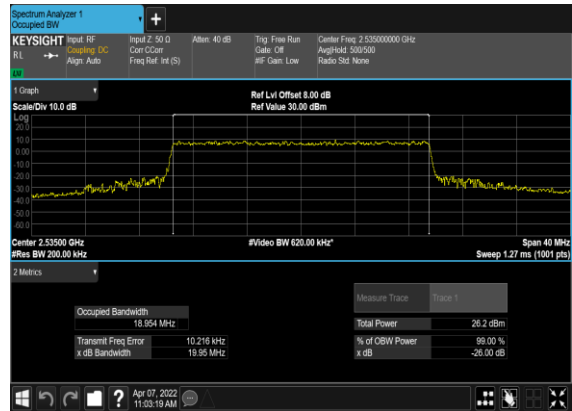 Spectrum Analyzer 1
Occupied BW
KEYSIGHT Input: RF Input Z: 50 Ω Atten: 40 dB Trig: Free Run Center Freq: 2.535000000 GHz
RL Coupling: DC Corr CCorr Gate: Off Avg|Hold: 500/500
Align: Auto Freq Ref: Int (S) #IF Gain: Low Radio Std: None
LW
1 Graph
Ref Lvl Offset 8.00 dB
Scale/Div 10.0 dB Ref Value 30.00 dBm
Log
20.0
10.0
0.00
-10.0
-20.0
-30.0
-40.0
-50.0
-60.0
Center 2.53500 GHz #Video BW 620.00 kHz* Span 40 MHz
#Res BW 200.00 kHz Sweep 1.27 ms (1001 pts)
2 Metrics
Measure Trace Trace 1
Occupied Bandwidth
18.954 MHz Total Power 26.2 dBm
Transmit Freq Error 10.216 kHz % of OBW Power 99.00 %
x dB Bandwidth 19.95 MHz x dB -26.00 dB
? Apr 07, 2022
11:03:19 AM